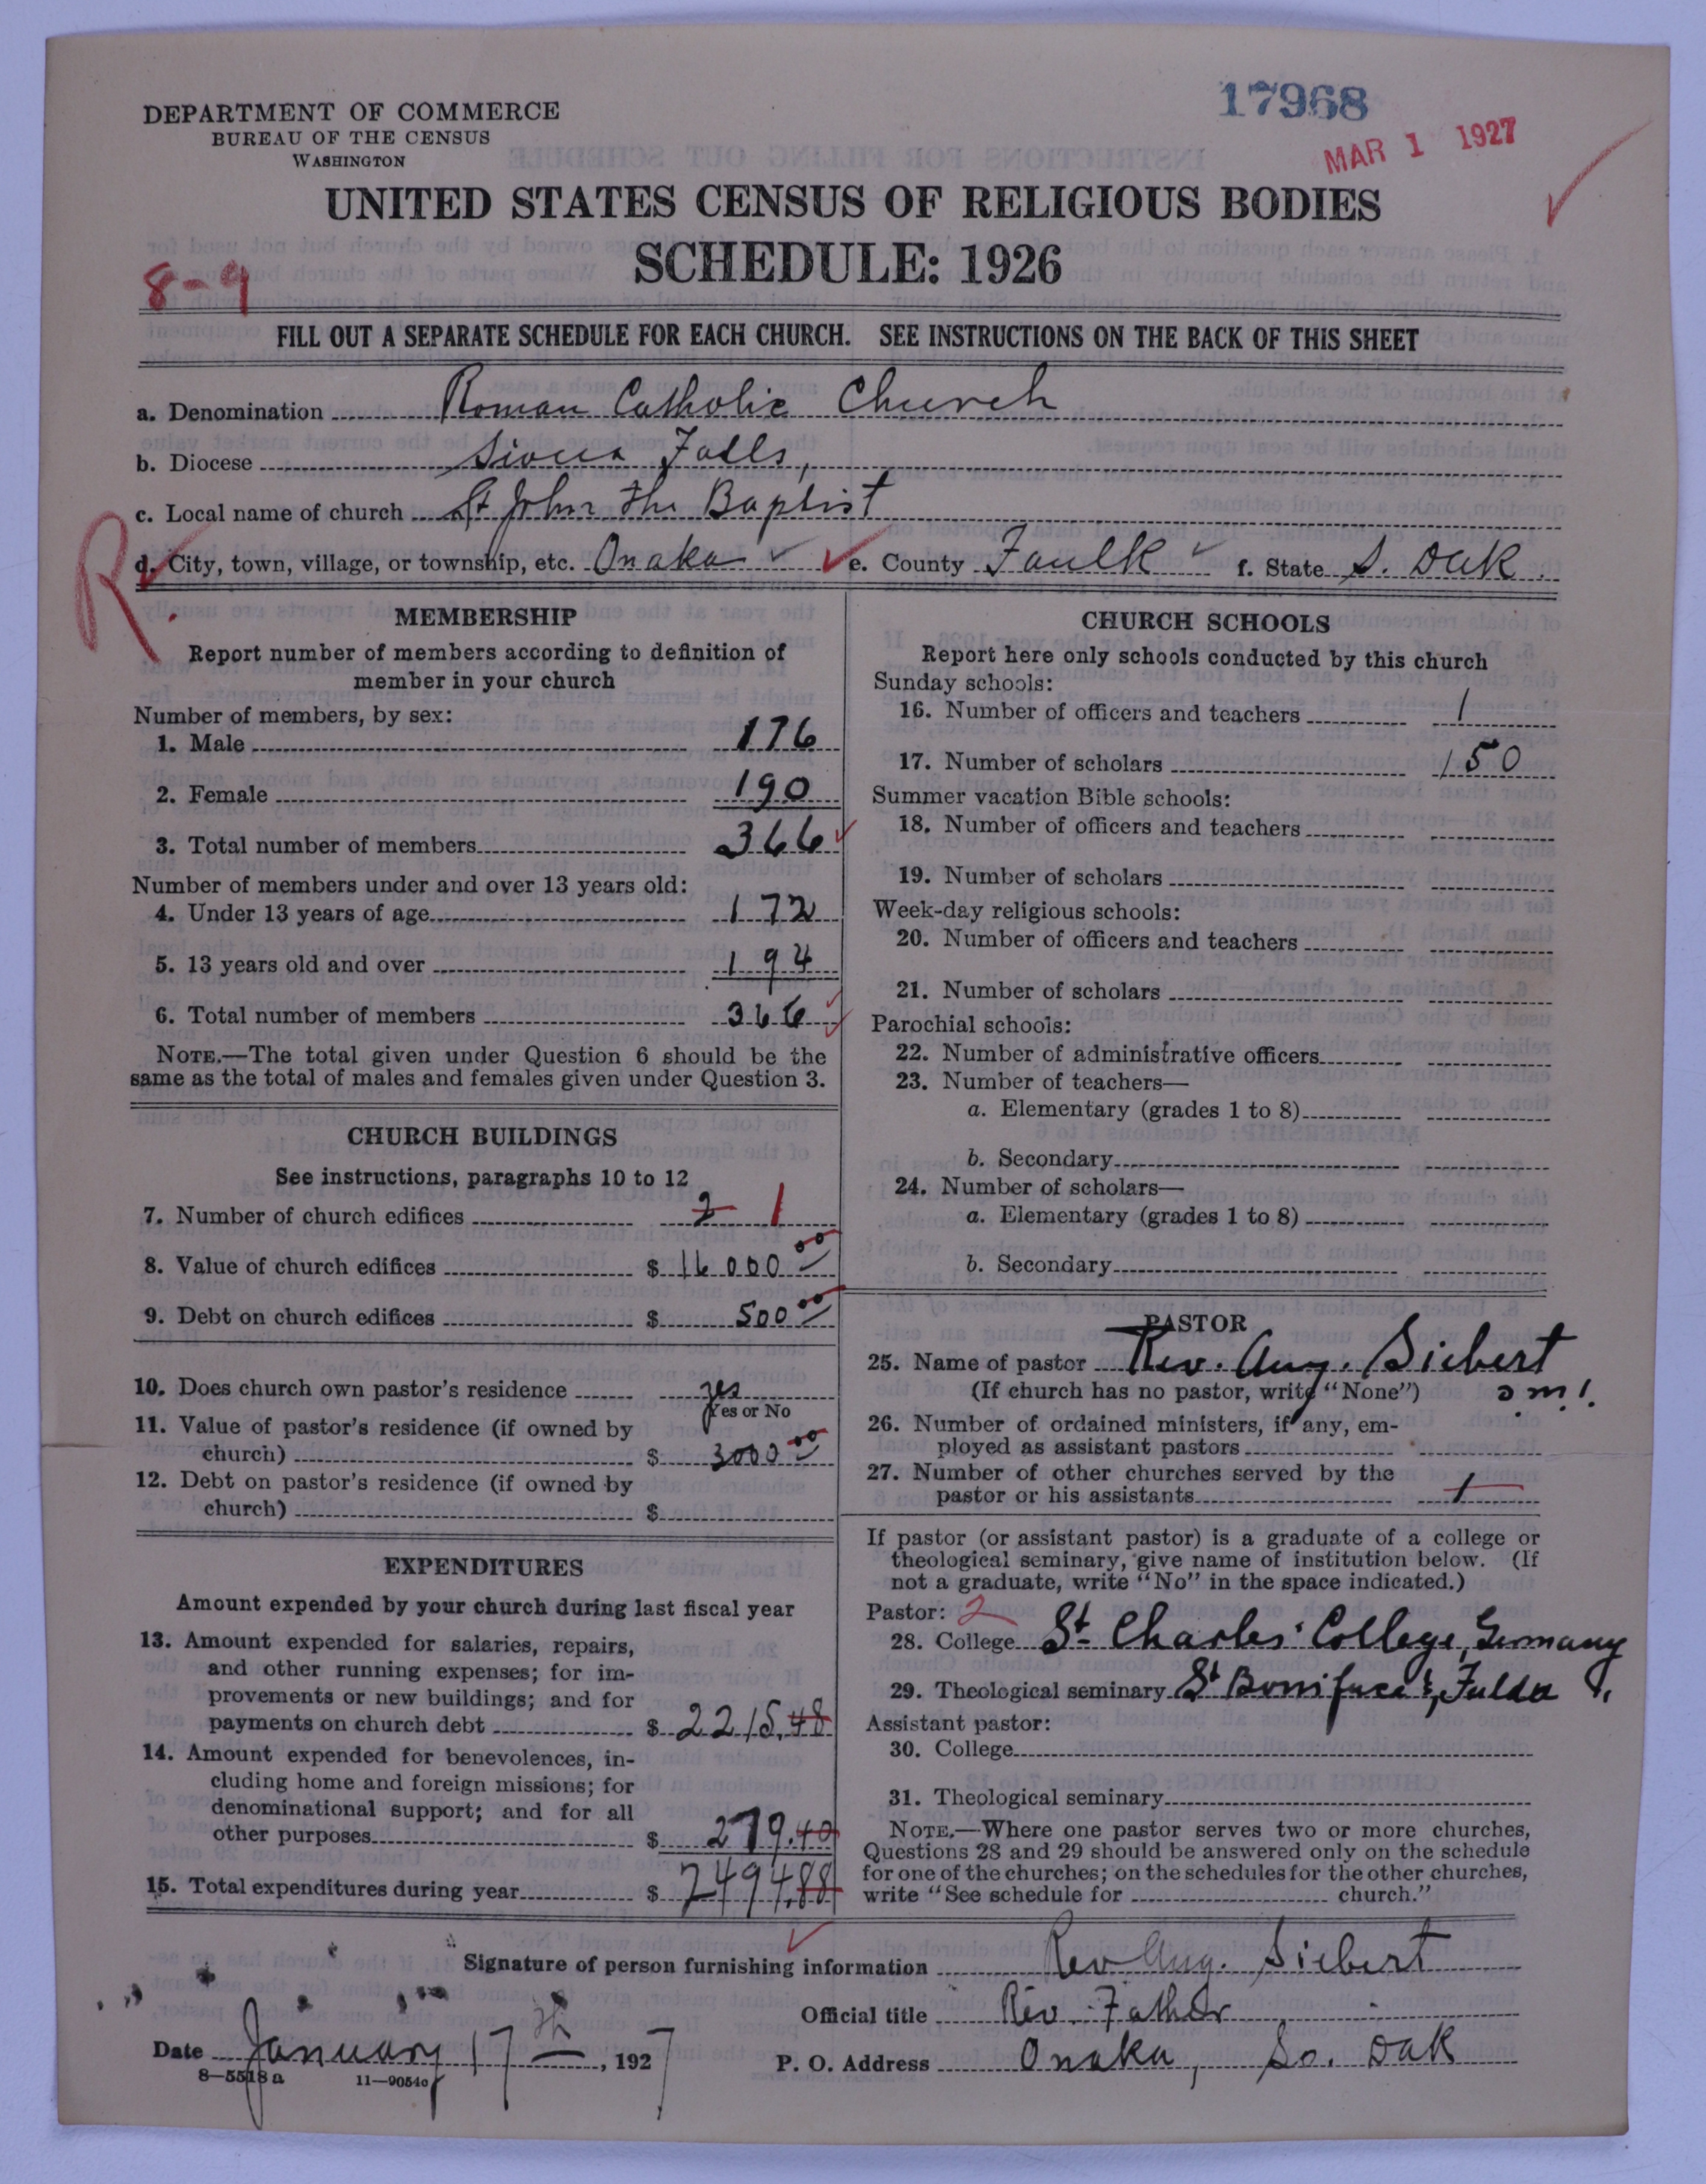 17968
MAR 1 1927
DEPARTMENT OF COMMERCE
BUREAU OF THE CENSUS
WASHINGTON
UNITED STATES CENSUS OF RELIGIOUS BODIES
SCHEDULE: 1926
8-9
FILL OUT A SEPARATE SCHEDULE FOR EACH CHURCH. SEE INSTRUCTIONS ON THE BACK OF THIS SHEET
a. Denomination Roman Catholic Church
b. Diocese Sioux Falls,
c. Local name of church St John the Baptist
R
d. City, town, village, or township, etc. Onaka e. County Faulk f. State S. Dak.
MEMBERSHIP
Report number of members according to definition of
member in your church
Number of members, by sex:
1. Male 176
2. Female 190
3. Total number of members 366
Number of members under and over 13 years old:
4. Under 13 years of age 172
5. 13 years old and over 194
6. Total number of members 366
NOTE.—The total given under Question 6 should be the
same as the total of males and females given under Question 3.
CHURCH BUILDINGS
See instructions, paragraphs 10 to 12
7. Number of church edifices 2 1
8. Value of church edifices $ 16000 00
9. Debt on church edifices $ 500 00
10. Does church own pastor's residence yes
Yes or No
11. Value of pastor's residence (if owned by
church) $ 3000 00
12. Debt on pastor's residence (if owned by
church) $
EXPENDITURES
Amount expended by your church during last fiscal year
13. Amount expended for salaries, repairs,
and other running expenses; for im-
provements or new buildings; and for
payments on church debt $ 2215.48
14. Amount expended for benevolences, in-
cluding home and foreign missions; for
denominational support; and for all
other purposes $ 279.40
15. Total expenditures during year $ 2494.88
CHURCH SCHOOLS
Report here only schools conducted by this church
Sunday schools:
16. Number of officers and teachers 1
17. Number of scholars 150
Summer vacation Bible schools:
18. Number of officers and teachers
19. Number of scholars
Week-day religious schools:
20. Number of officers and teachers
21. Number of scholars
Parochial schools:
22. Number of administrative officers
23. Number of teachers—
a. Elementary (grades 1 to 8)
b. Secondary
24. Number of scholars—
a. Elementary (grades 1 to 8)
b. Secondary
PASTOR
25. Name of pastor Rev. Aug. Siebert
(If church has no pastor, write "None")
26. Number of ordained ministers, if any, em-
ployed as assistant pastors
27. Number of other churches served by the
pastor or his assistants 1
If pastor (or assistant pastor) is a graduate of a college or
theological seminary, give name of institution below. (If
not a graduate, write "No" in the space indicated.)
Pastor: 2
28. College St. Charles' College, Germany
29. Theological seminary St Boniface's, Fulda
Assistant pastor:
30. College
31. Theological seminary
NOTE.—Where one pastor serves two or more churches,
Questions 28 and 29 should be answered only on the schedule
for one of the churches; on the schedules for the other churches,
write "See schedule for church."
Signature of person furnishing information Rev Aug. Siebert
Official title Rev. Father
Date January 17th, 1927
P. O. Address Onaka, So. Dak
8—5518 a 11—9054c